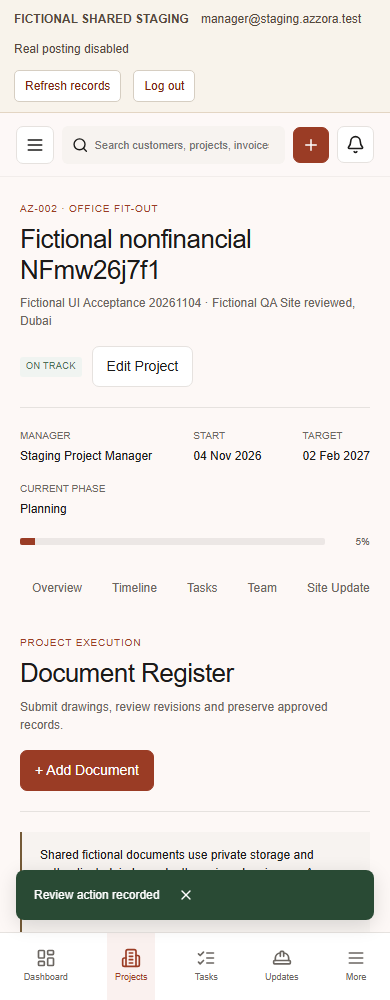 FICTIONAL SHARED STAGING manager@staging.azzora.test
Real posting disabled
Refresh records Log out
Search customers, projects, invoice
AZ-002 · OFFICE FIT-OUT
Fictional nonfinancial
NFmw26j7f1
Fictional UI Acceptance 20261104 · Fictional QA Site reviewed,
Dubai
ON TRACK Edit Project
MANAGER START TARGET
Staging Project Manager 04 Nov 2026 02 Feb 2027
CURRENT PHASE
Planning
5%
Overview Timeline Tasks Team Site Update
PROJECT EXECUTION
Document Register
Submit drawings, review revisions and preserve approved
records.
+ Add Document
Shared fictional documents use private storage and
Review action recorded
Dashboard Projects Tasks Updates More